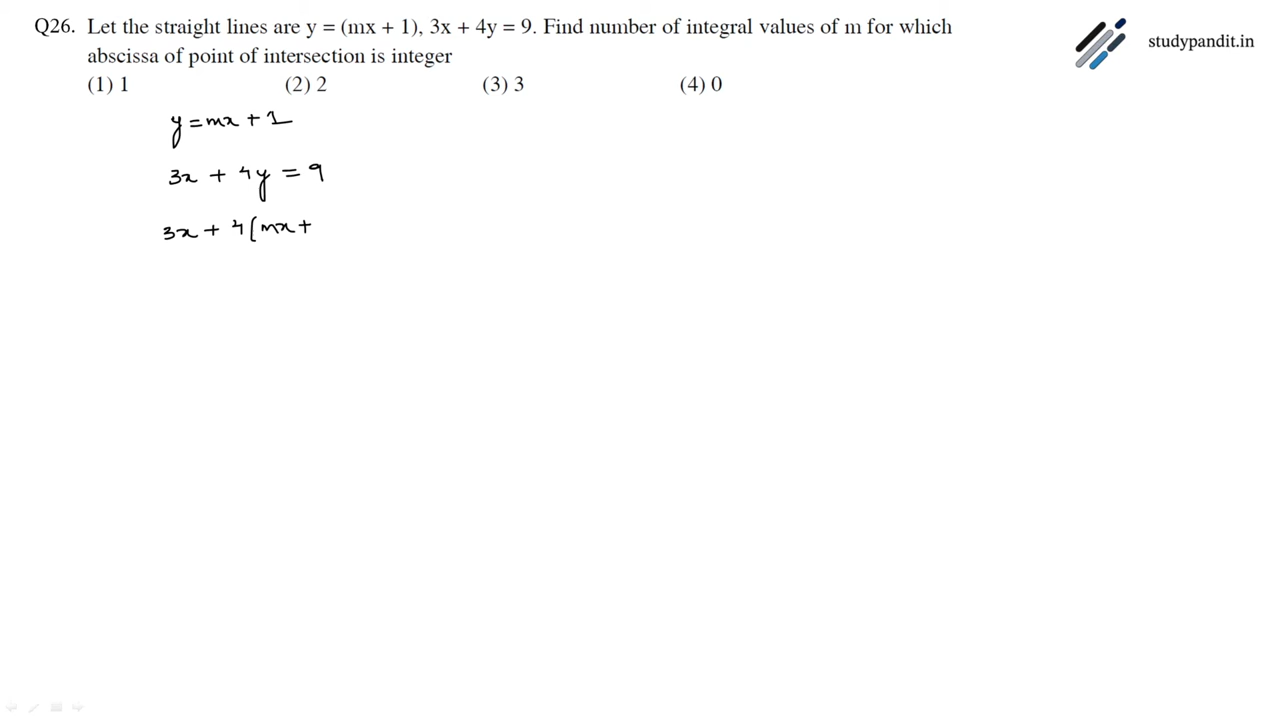 Q26. Let the straight lines are y = (mx + 1), 3x + 4y = 9. Find number of integral values of m for which
abscissa of point of intersection is integer
(1) 1 (2) 2 (3) 3 (4) 0
studypandit.in
y = mx + 1
3x + 4y = 9
3x + 4(mx +